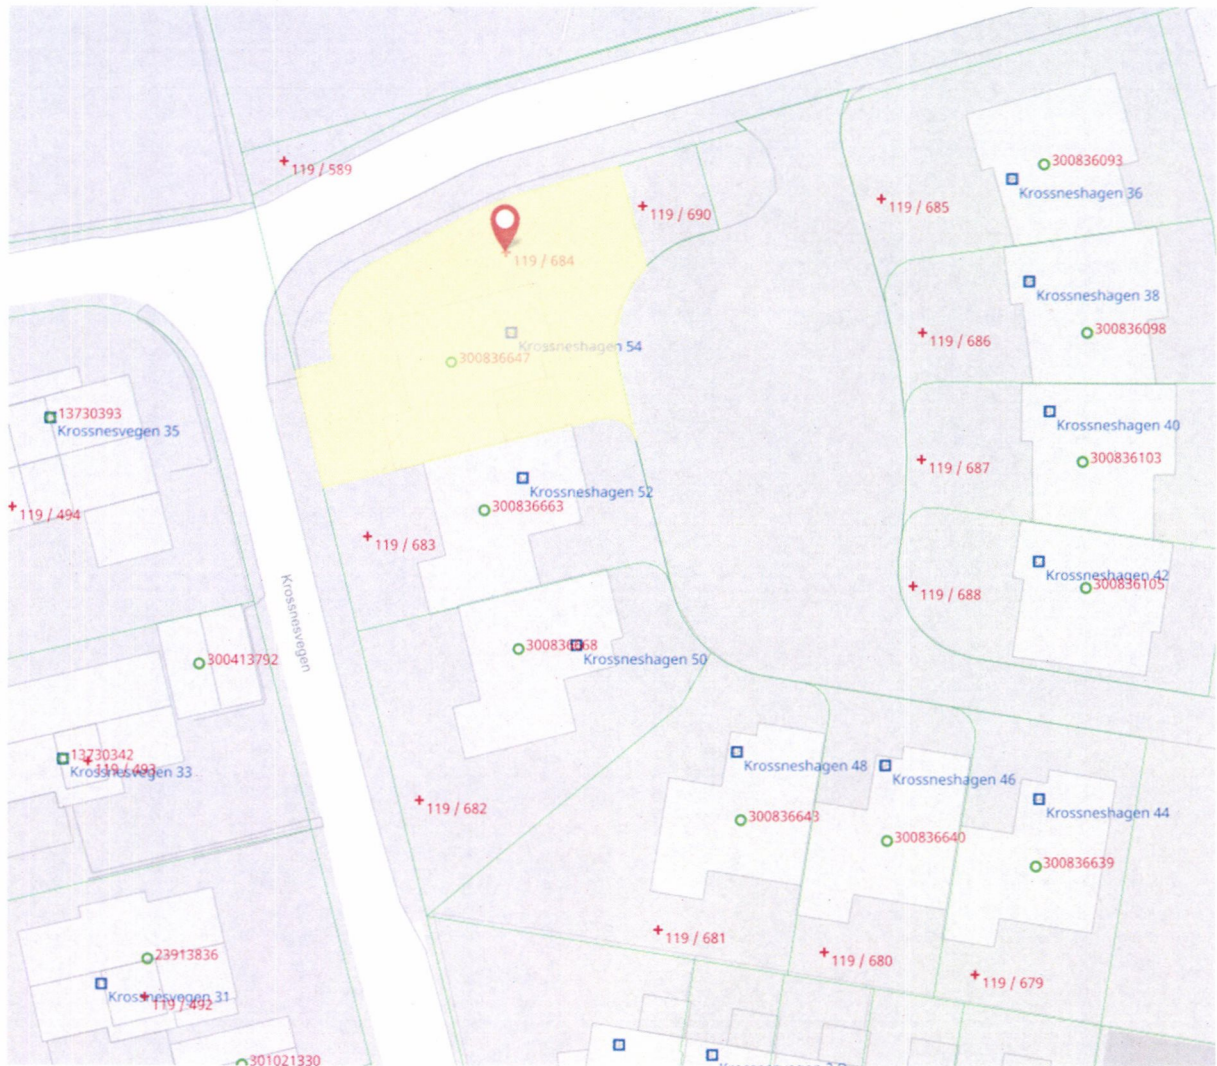 119 / 589
300836093
Krossneshagen 36
119 / 685
119 / 690
119 / 684
Krossneshagen 38
300836098
119 / 686
Krossneshagen 54
300836647
13730393
Krossnesvegen 35
Krossneshagen 40
300836103
119 / 687
Krossneshagen 52
300836663
119 / 494
119 / 683
Krossneshagen 42
300836105
119 / 688
Krossnesvegen
300836668
Krossneshagen 50
300413792
13730342
119 / 493
Krossnesvegen 33
Krossneshagen 48
Krossneshagen 46
119 / 682
Krossneshagen 44
300836643
300836640
300836639
119 / 681
23913836
119 / 680
119 / 679
Krossnesvegen 31
119 / 492
301021330